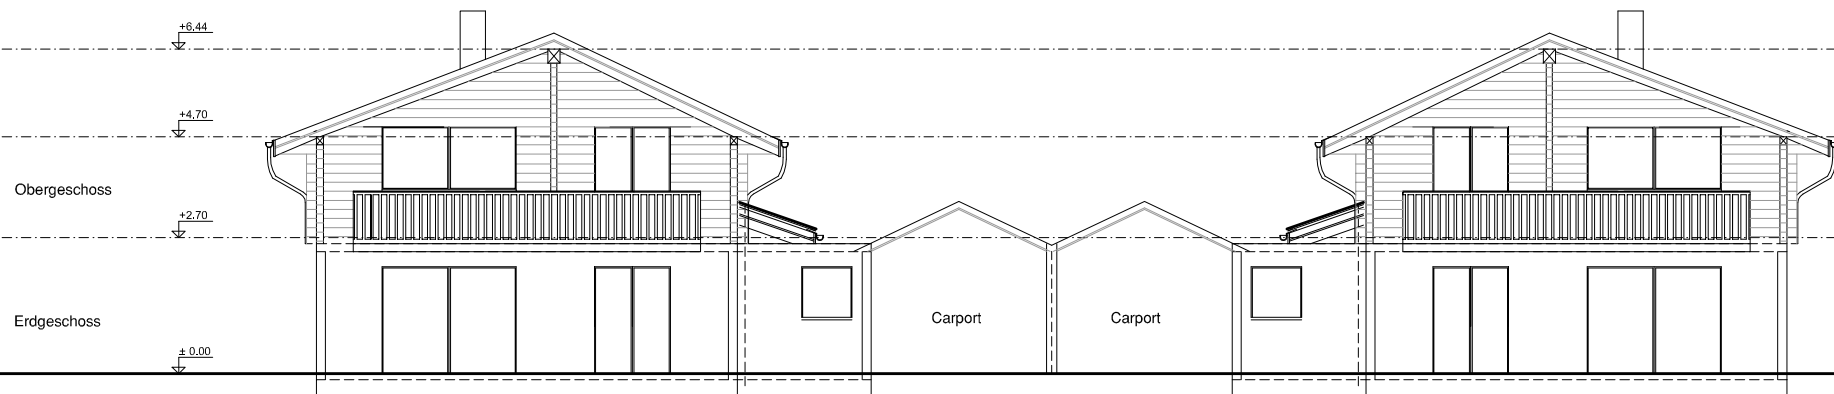 +6.44
+4.70
Obergeschoss
+2.70
Erdgeschoss
Carport
Carport
± 0.00